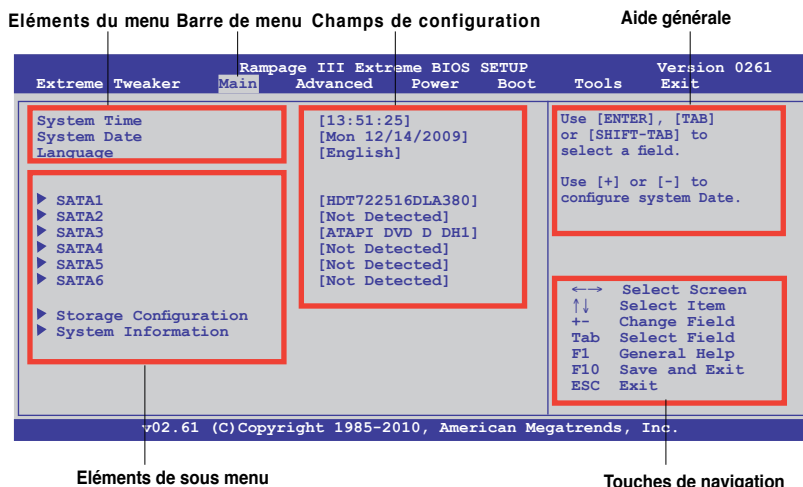 Eléments du menu Barre de menu Champs de configuration Aide générale
Rampage III Extreme BIOS SETUP Version 0261
Extreme Tweaker Main Advanced Power Boot Tools Exit
System Time [13:51:25]
System Date [Mon 12/14/2009]
Language [English]
SATA1 [HDT722516DLA380]
SATA2 [Not Detected]
SATA3 [ATAPI DVD D DH1]
SATA4 [Not Detected]
SATA5 [Not Detected]
SATA6 [Not Detected]
Storage Configuration
System Information
Use [ENTER], [TAB]
or [SHIFT-TAB] to
select a field.
Use [+] or [-] to
configure system Date.
←→ Select Screen
↑↓ Select Item
+- Change Field
Tab Select Field
F1 General Help
F10 Save and Exit
ESC Exit
v02.61 (C)Copyright 1985-2010, American Megatrends, Inc.
Eléments de sous menu Touches de navigation